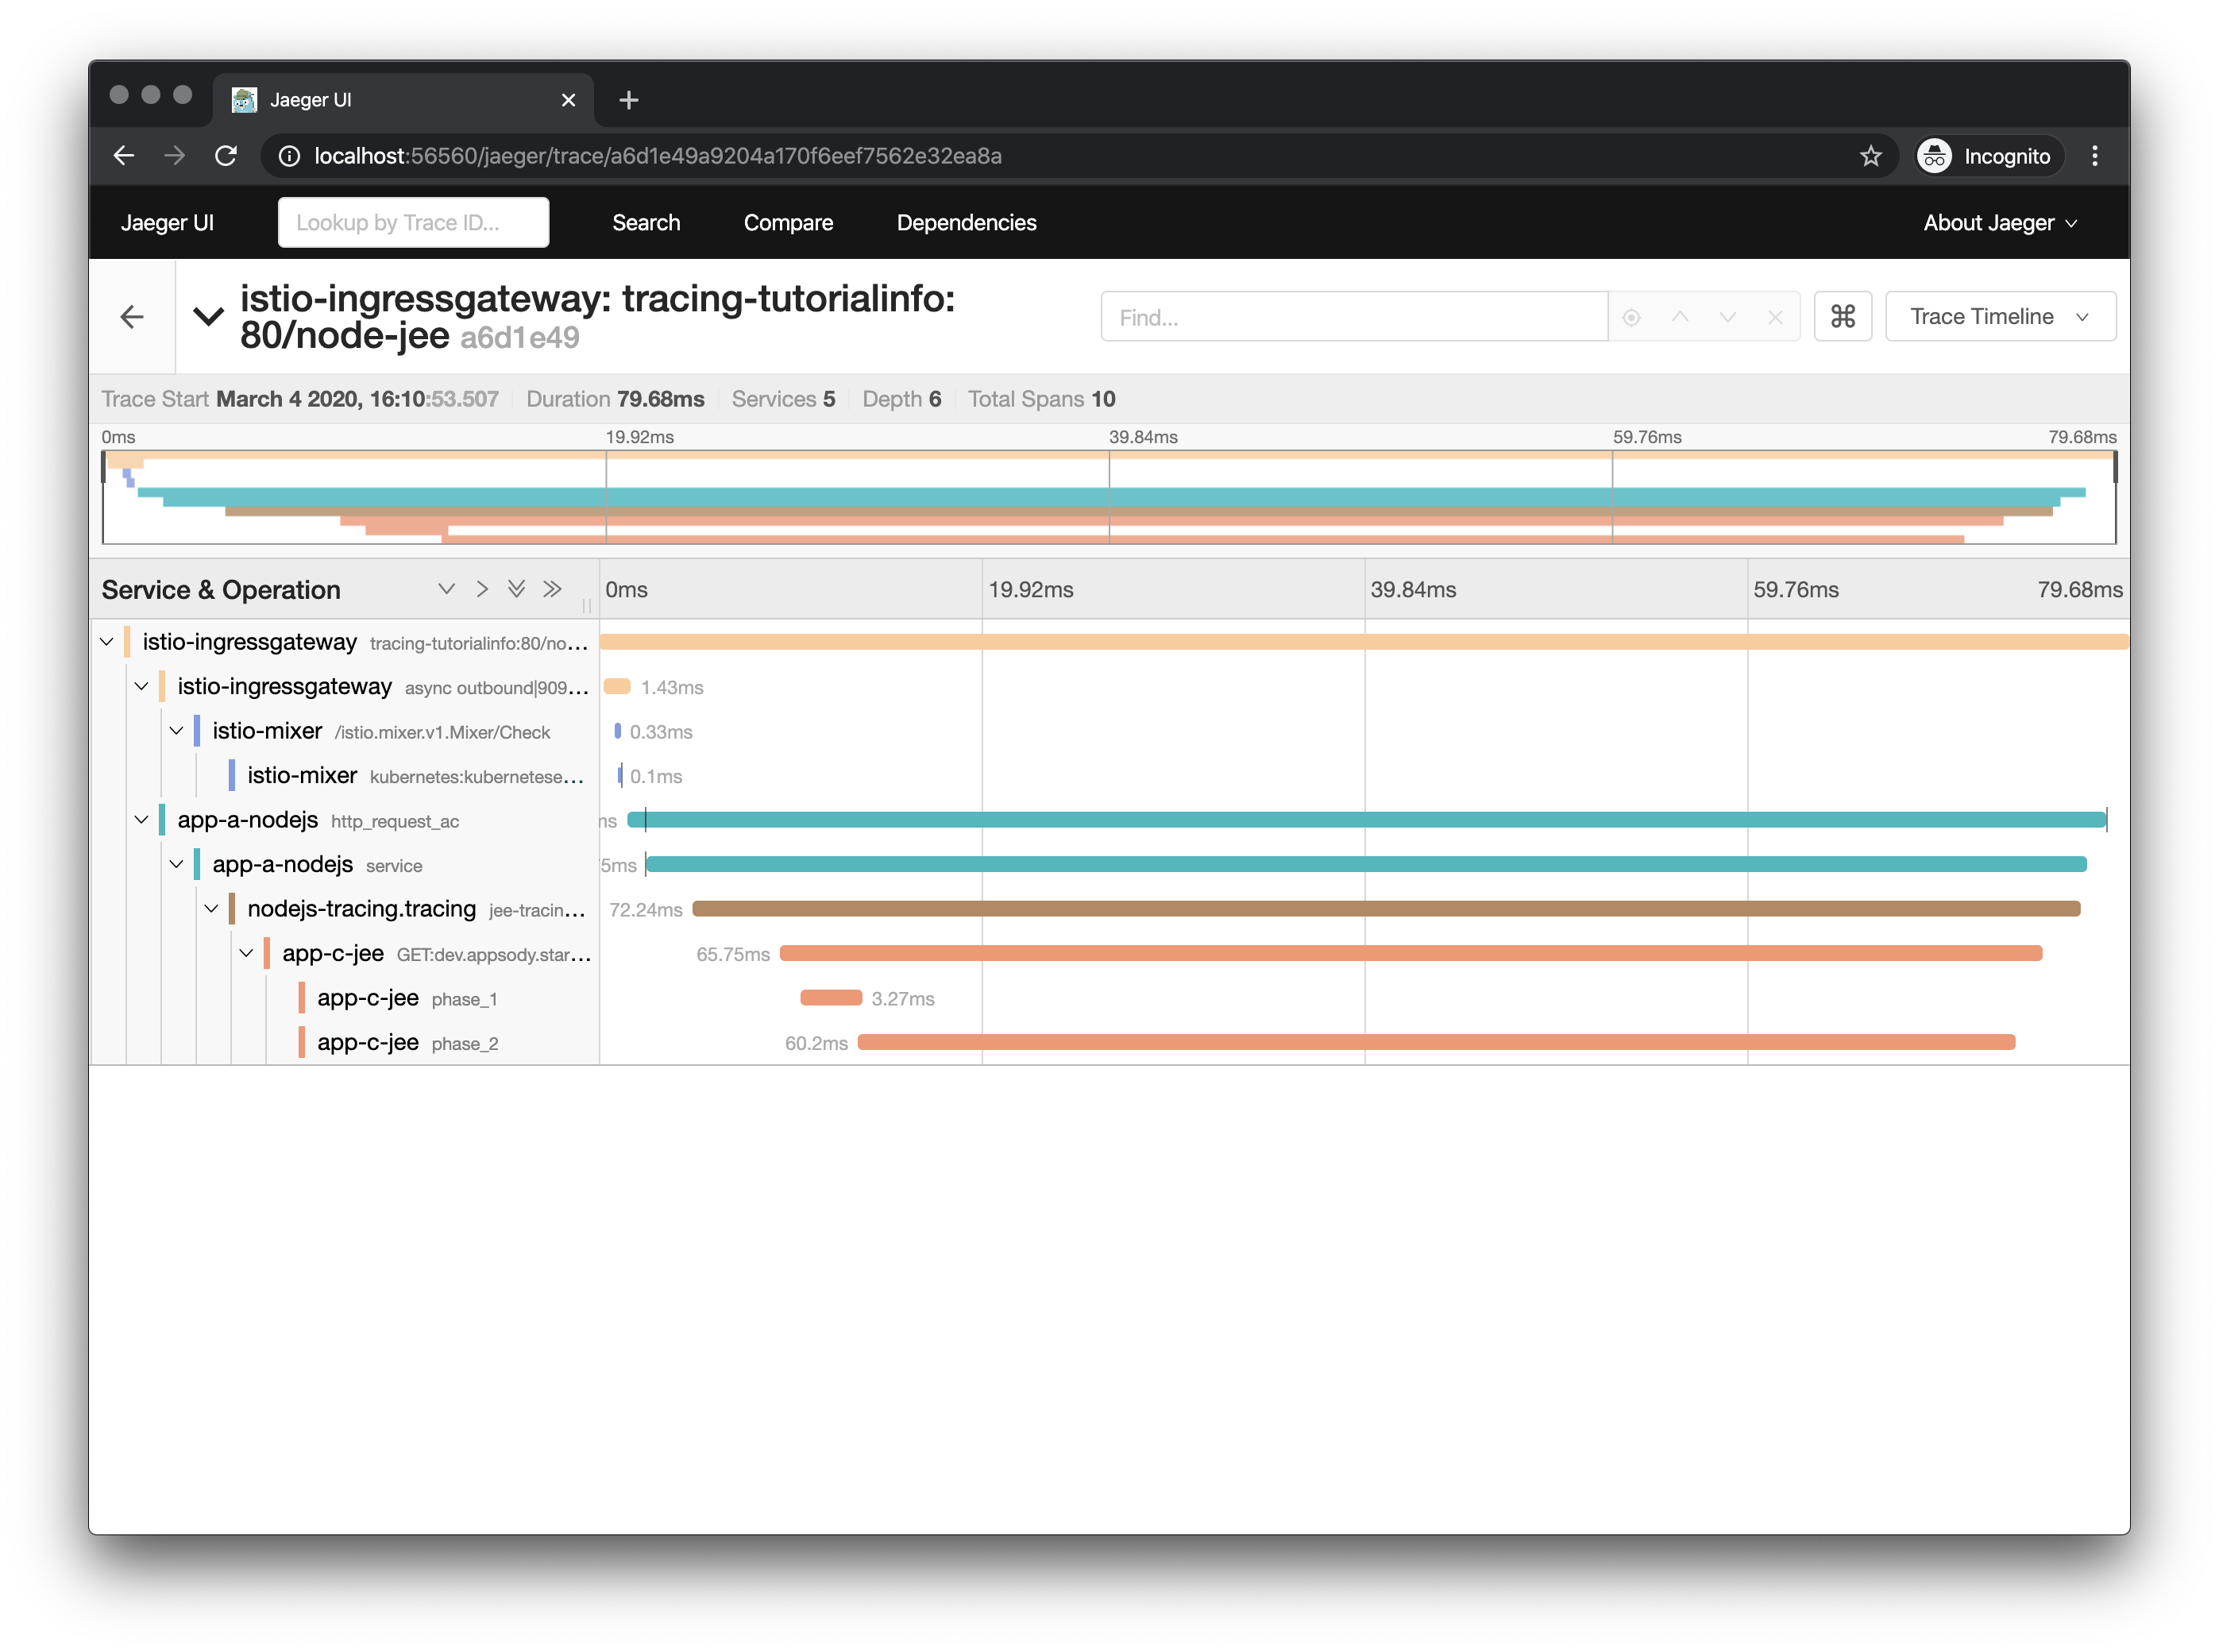 Jaeger UI
localhost:56560/jaeger/trace/a6d1e49a9204a170f6eef7562e32ea8a
Incognito
Jaeger UI
Lookup by Trace ID...
Search
Compare
Dependencies
About Jaeger
istio-ingressgateway: tracing-tutorialinfo:
80/node-jee a6d1e49
Find...
Trace Timeline
Trace Start March 4 2020, 16:10:53.507 Duration 79.68ms Services 5 Depth 6 Total Spans 10
0ms 19.92ms 39.84ms 59.76ms 79.68ms
Service & Operation 0ms 19.92ms 39.84ms 59.76ms 79.68ms
istio-ingressgateway tracing-tutorialinfo:80/no...
istio-ingressgateway async outbound|909... 1.43ms
istio-mixer /istio.mixer.v1.Mixer/Check 0.33ms
istio-mixer kubernetes:kubernetese... 0.1ms
app-a-nodejs http_request_ac ms
app-a-nodejs service 5ms
nodejs-tracing.tracing jee-tracin... 72.24ms
app-c-jee GET:dev.appsody.star... 65.75ms
app-c-jee phase_1 3.27ms
app-c-jee phase_2 60.2ms